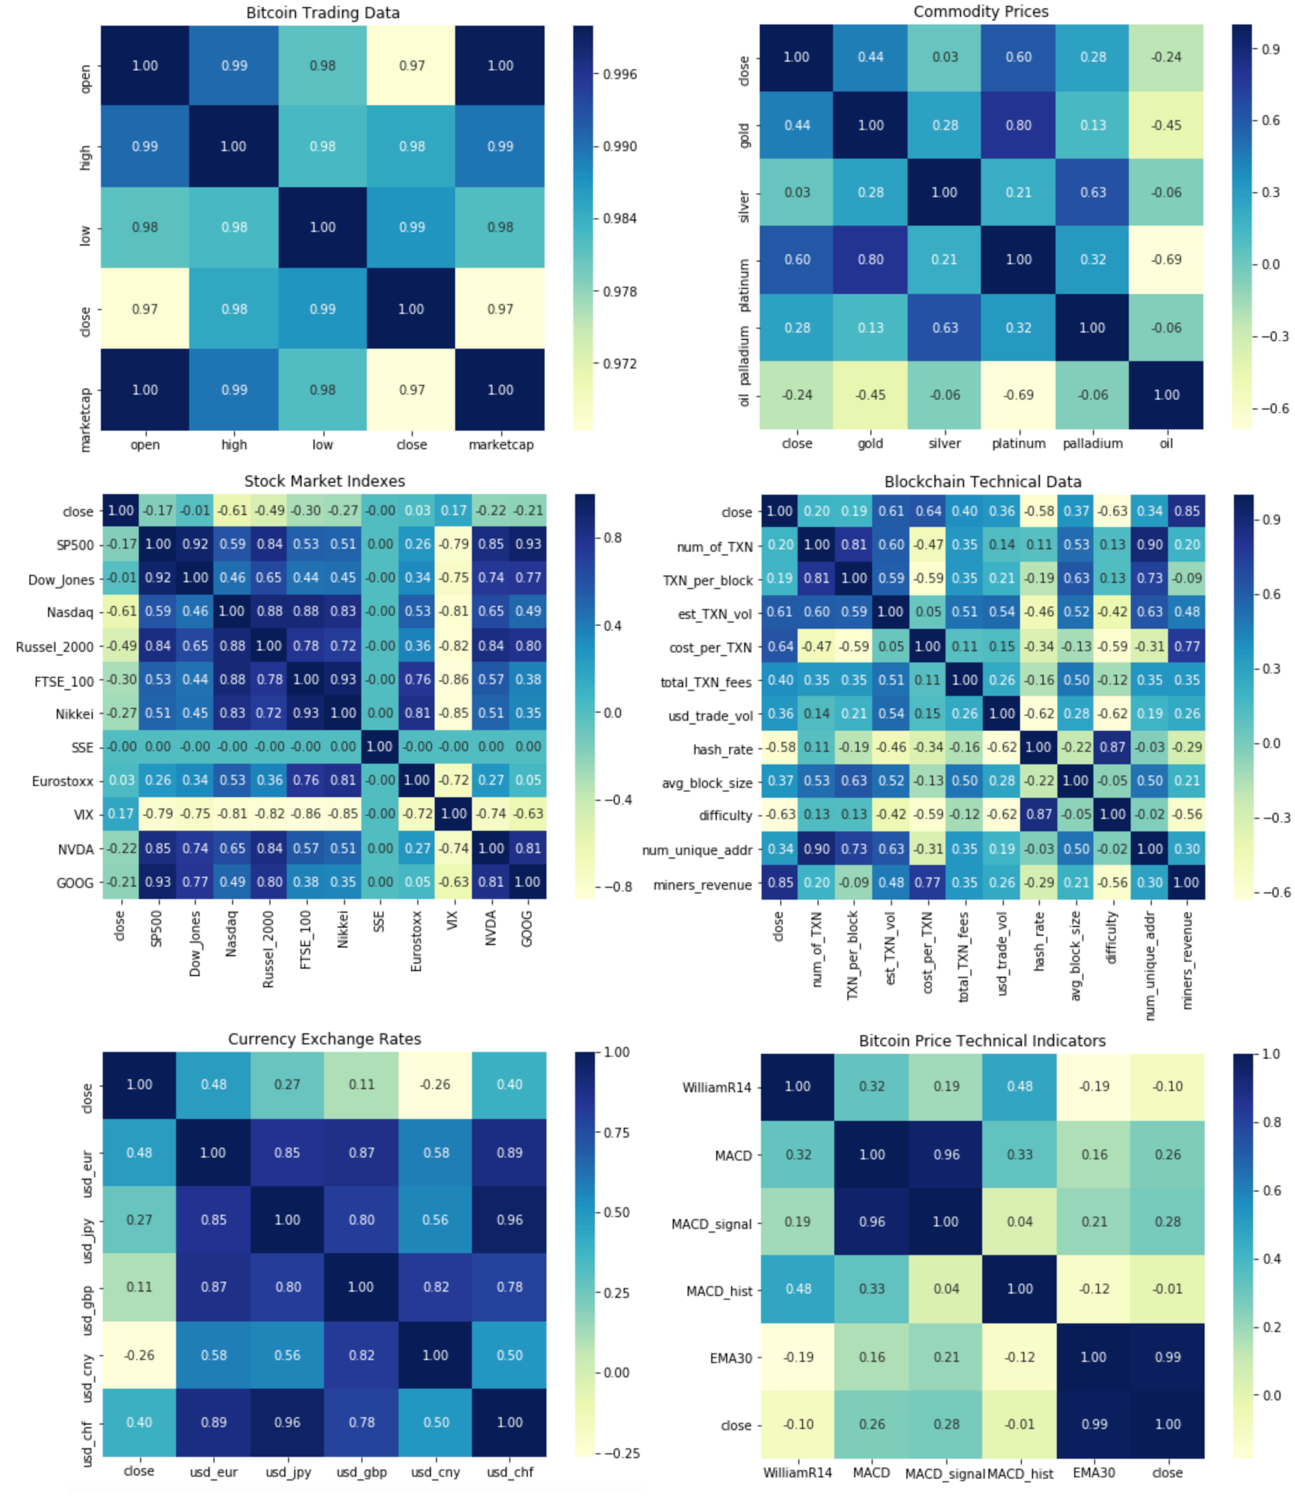 Bitcoin Trading Data
open 1.00 0.99 0.98 0.97 1.00
high 0.99 1.00 0.98 0.98 0.99
low 0.98 0.98 1.00 0.99 0.98
close 0.97 0.98 0.99 1.00 0.97
marketcap 1.00 0.99 0.98 0.97 1.00
open high low close marketcap
0.996
0.990
0.984
0.978
0.972
Commodity Prices
close 1.00 0.44 0.03 0.60 0.28 -0.24
gold 0.44 1.00 0.28 0.80 0.13 -0.45
silver 0.03 0.28 1.00 0.21 0.63 -0.06
platinum 0.60 0.80 0.21 1.00 0.32 -0.69
palladium 0.28 0.13 0.63 0.32 1.00 -0.06
oil -0.24 -0.45 -0.06 -0.69 -0.06 1.00
close gold silver platinum palladium oil
0.9
0.6
0.3
0.0
−0.3
−0.6
Stock Market Indexes
close 1.00 -0.17 -0.01 -0.61 -0.49 -0.30 -0.27 -0.00 0.03 0.17 -0.22 -0.21
SP500 -0.17 1.00 0.92 0.59 0.84 0.53 0.51 0.00 0.26 -0.79 0.85 0.93
Dow_Jones -0.01 0.92 1.00 0.46 0.65 0.44 0.45 -0.00 0.34 -0.75 0.74 0.77
Nasdaq -0.61 0.59 0.46 1.00 0.88 0.88 0.83 -0.00 0.53 -0.81 0.65 0.49
Russel_2000 -0.49 0.84 0.65 0.88 1.00 0.78 0.72 -0.00 0.36 -0.82 0.84 0.80
FTSE_100 -0.30 0.53 0.44 0.88 0.78 1.00 0.93 -0.00 0.76 -0.86 0.57 0.38
Nikkei -0.27 0.51 0.45 0.83 0.72 0.93 1.00 0.00 0.81 -0.85 0.51 0.35
SSE -0.00 0.00 -0.00 -0.00 -0.00 -0.00 0.00 1.00 -0.00 -0.00 0.00 0.00
Eurostoxx 0.03 0.26 0.34 0.53 0.36 0.76 0.81 -0.00 1.00 -0.72 0.27 0.05
VIX 0.17 -0.79 -0.75 -0.81 -0.82 -0.86 -0.85 -0.00 -0.72 1.00 -0.74 -0.63
NVDA -0.22 0.85 0.74 0.65 0.84 0.57 0.51 0.00 0.27 -0.74 1.00 0.81
GOOG -0.21 0.93 0.77 0.49 0.80 0.38 0.35 0.00 0.05 -0.63 0.81 1.00
close SP500 Dow_Jones Nasdaq Russel_2000 FTSE_100 Nikkei SSE Eurostoxx VIX NVDA GOOG
0.8
0.4
0.0
−0.4
−0.8
Blockchain Technical Data
close 1.00 0.20 0.19 0.61 0.64 0.40 0.36 -0.58 0.37 -0.63 0.34 0.85
num_of_TXN 0.20 1.00 0.81 0.60 -0.47 0.35 0.14 0.11 0.53 0.13 0.90 0.20
TXN_per_block 0.19 0.81 1.00 0.59 -0.59 0.35 0.21 -0.19 0.63 0.13 0.73 -0.09
est_TXN_vol 0.61 0.60 0.59 1.00 0.05 0.51 0.54 -0.46 0.52 -0.42 0.63 0.48
cost_per_TXN 0.64 -0.47 -0.59 0.05 1.00 0.11 0.15 -0.34 -0.13 -0.59 -0.31 0.77
total_TXN_fees 0.40 0.35 0.35 0.51 0.11 1.00 0.26 -0.16 0.50 -0.12 0.35 0.35
usd_trade_vol 0.36 0.14 0.21 0.54 0.15 0.26 1.00 -0.62 0.28 -0.62 0.19 0.26
hash_rate -0.58 0.11 -0.19 -0.46 -0.34 -0.16 -0.62 1.00 -0.22 0.87 -0.03 -0.29
avg_block_size 0.37 0.53 0.63 0.52 -0.13 0.50 0.28 -0.22 1.00 -0.05 0.50 0.21
difficulty -0.63 0.13 0.13 -0.42 -0.59 -0.12 -0.62 0.87 -0.05 1.00 -0.02 -0.56
num_unique_addr 0.34 0.90 0.73 0.63 -0.31 0.35 0.19 -0.03 0.50 -0.02 1.00 0.30
miners_revenue 0.85 0.20 -0.09 0.48 0.77 0.35 0.26 -0.29 0.21 -0.56 0.30 1.00
close num_of_TXN TXN_per_block est_TXN_vol cost_per_TXN total_TXN_fees usd_trade_vol hash_rate avg_block_size difficulty num_unique_addr miners_revenue
0.9
0.6
0.3
0.0
−0.3
−0.6
Currency Exchange Rates
close 1.00 0.48 0.27 0.11 -0.26 0.40
usd_eur 0.48 1.00 0.85 0.87 0.58 0.89
usd_jpy 0.27 0.85 1.00 0.80 0.56 0.96
usd_gbp 0.11 0.87 0.80 1.00 0.82 0.78
usd_cny -0.26 0.58 0.56 0.82 1.00 0.50
usd_chf 0.40 0.89 0.96 0.78 0.50 1.00
close usd_eur usd_jpy usd_gbp usd_cny usd_chf
1.00
0.75
0.50
0.25
0.00
−0.25
Bitcoin Price Technical Indicators
WilliamR14 1.00 0.32 0.19 0.48 -0.19 -0.10
MACD 0.32 1.00 0.96 0.33 0.16 0.26
MACD_signal 0.19 0.96 1.00 0.04 0.21 0.28
MACD_hist 0.48 0.33 0.04 1.00 -0.12 -0.01
EMA30 -0.19 0.16 0.21 -0.12 1.00 0.99
close -0.10 0.26 0.28 -0.01 0.99 1.00
WilliamR14 MACD MACD_signal MACD_hist EMA30 close
1.0
0.8
0.6
0.4
0.2
0.0